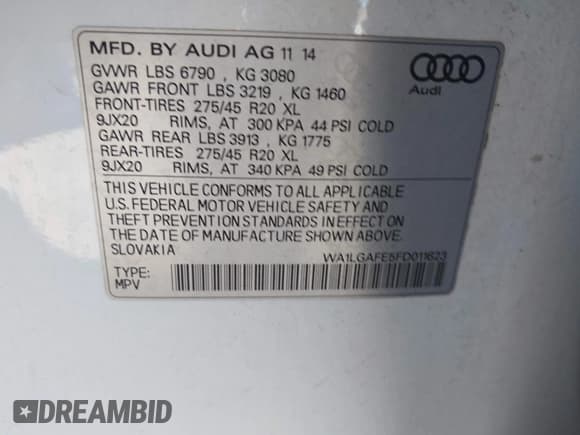 MFD. BY AUDI AG 11 14
GVWR LBS 6790 , KG 3080
GAWR FRONT LBS 3219 , KG 1460
FRONT-TIRES 275/45 R20 XL
9JX20 RIMS, AT 300 KPA 44 PSI COLD
GAWR REAR LBS 3913 , KG 1775
REAR-TIRES 275/45 R20 XL
9JX20 RIMS, AT 340 KPA 49 PSI COLD
Audi
THIS VEHICLE CONFORMS TO ALL APPLICABLE
U.S. FEDERAL MOTOR VEHICLE SAFETY AND
THEFT PREVENTION STANDARDS IN EFFECT ON
THE DATE OF MANUFACTURE SHOWN ABOVE.
SLOVAKIA
WA1LGAFE5FD011623
TYPE:
MPV
DREAMBID